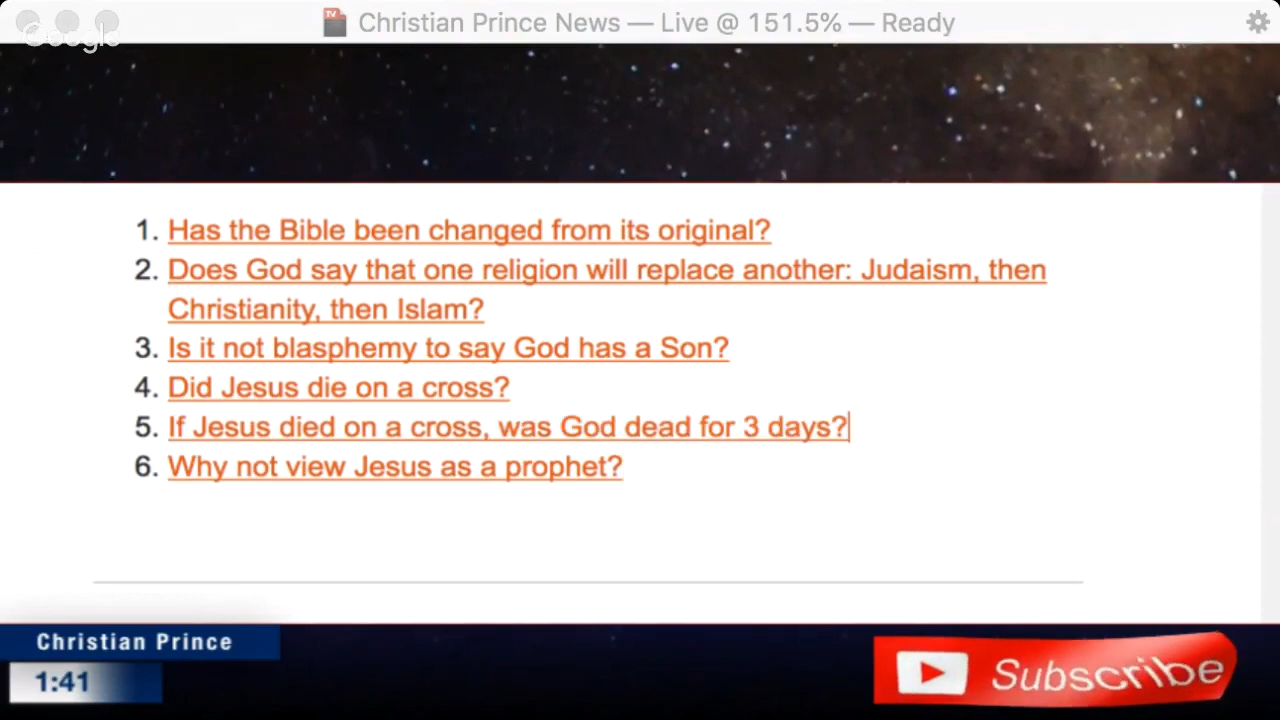 Christian Prince News — Live @ 151.5% — Ready
Google
1. Has the Bible been changed from its original?
2. Does God say that one religion will replace another: Judaism, then
Christianity, then Islam?
3. Is it not blasphemy to say God has a Son?
4. Did Jesus die on a cross?
5. If Jesus died on a cross, was God dead for 3 days?
6. Why not view Jesus as a prophet?
Christian Prince
1:41
Subscribe